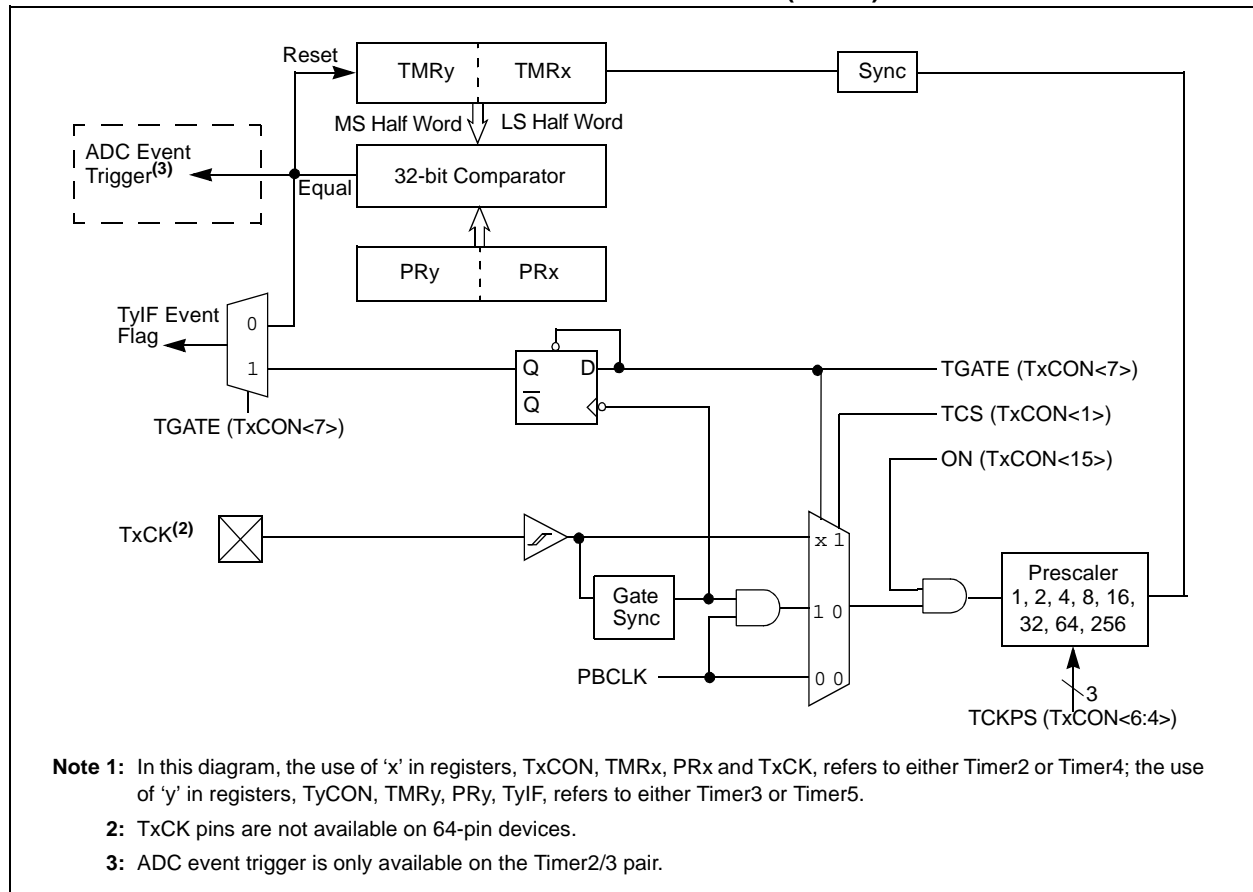 Reset
TMRy TMRx
Sync
MS Half Word LS Half Word
ADC Event
Trigger(3)
Equal
32-bit Comparator
PRy PRx
TyIF Event
Flag
0
1
Q D
Q̅
TGATE (TxCON<7>)
TGATE (TxCON<7>)
TCS (TxCON<1>)
ON (TxCON<15>)
TxCK(2)
x 1
Gate
Sync
1 0
Prescaler
1, 2, 4, 8, 16,
32, 64, 256
PBCLK
0 0
3
TCKPS (TxCON<6:4>)
Note 1: In this diagram, the use of ‘x’ in registers, TxCON, TMRx, PRx and TxCK, refers to either Timer2 or Timer4; the use
of ‘y’ in registers, TyCON, TMRy, PRy, TyIF, refers to either Timer3 or Timer5.
2: TxCK pins are not available on 64-pin devices.
3: ADC event trigger is only available on the Timer2/3 pair.